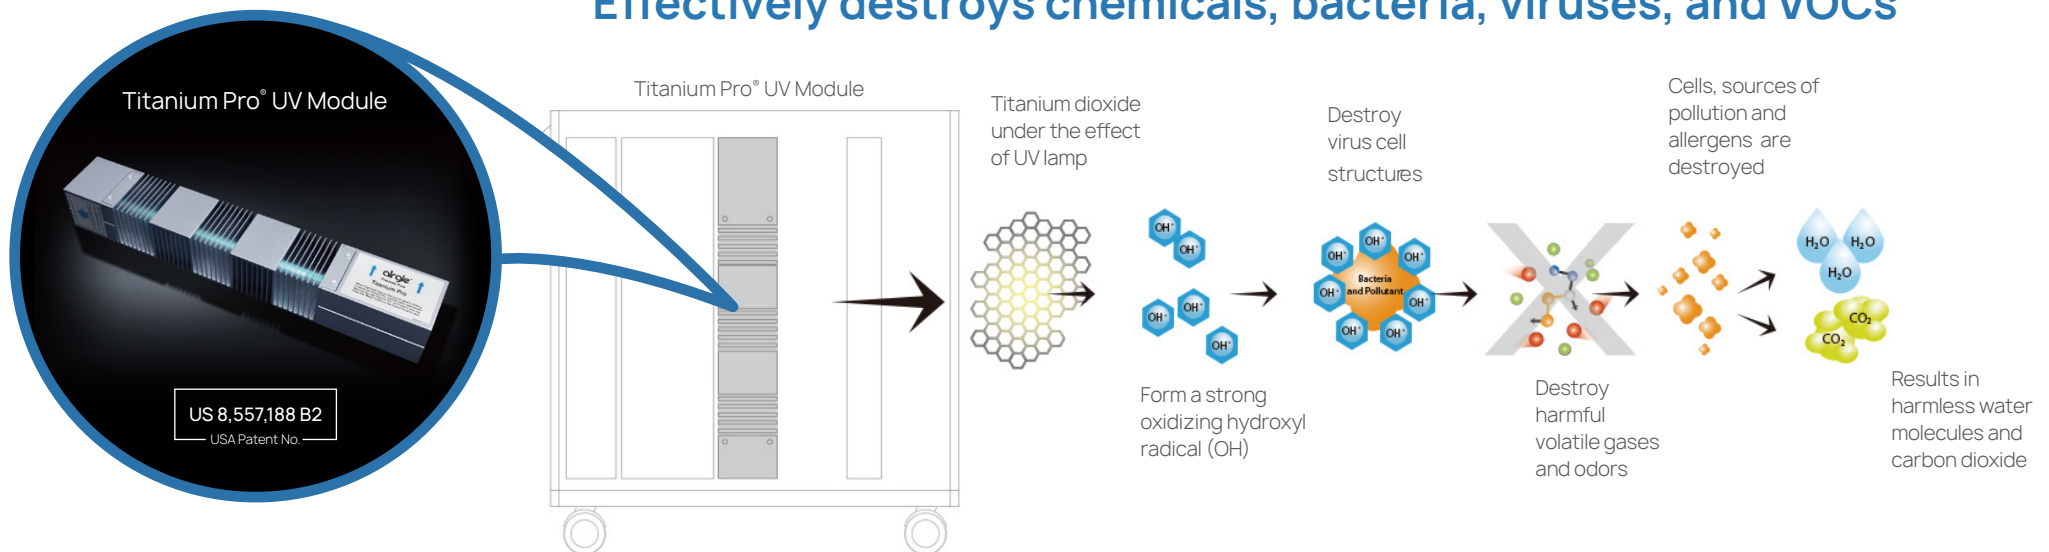 Effectively destroys chemicals, bacteria, viruses, and VOCs
Titanium Pro® UV Module
airgle
Titanium Pro
US 8,557,188 B2
USA Patent No.
Titanium Pro® UV Module
Titanium dioxide
under the effect
of UV lamp
OH•
OH•
OH•
OH•
OH•
Form a strong
oxidizing hydroxyl
radical (OH)
Destroy
virus cell
structures
OH•
OH•
OH•
OH•
OH•
OH•
OH•
Bacteria
and Pollutant
Destroy
harmful
volatile gases
and odors
Cells, sources of
pollution and
allergens are
destroyed
H₂O
H₂O
H₂O
CO₂
CO₂
Results in
harmless water
molecules and
carbon dioxide